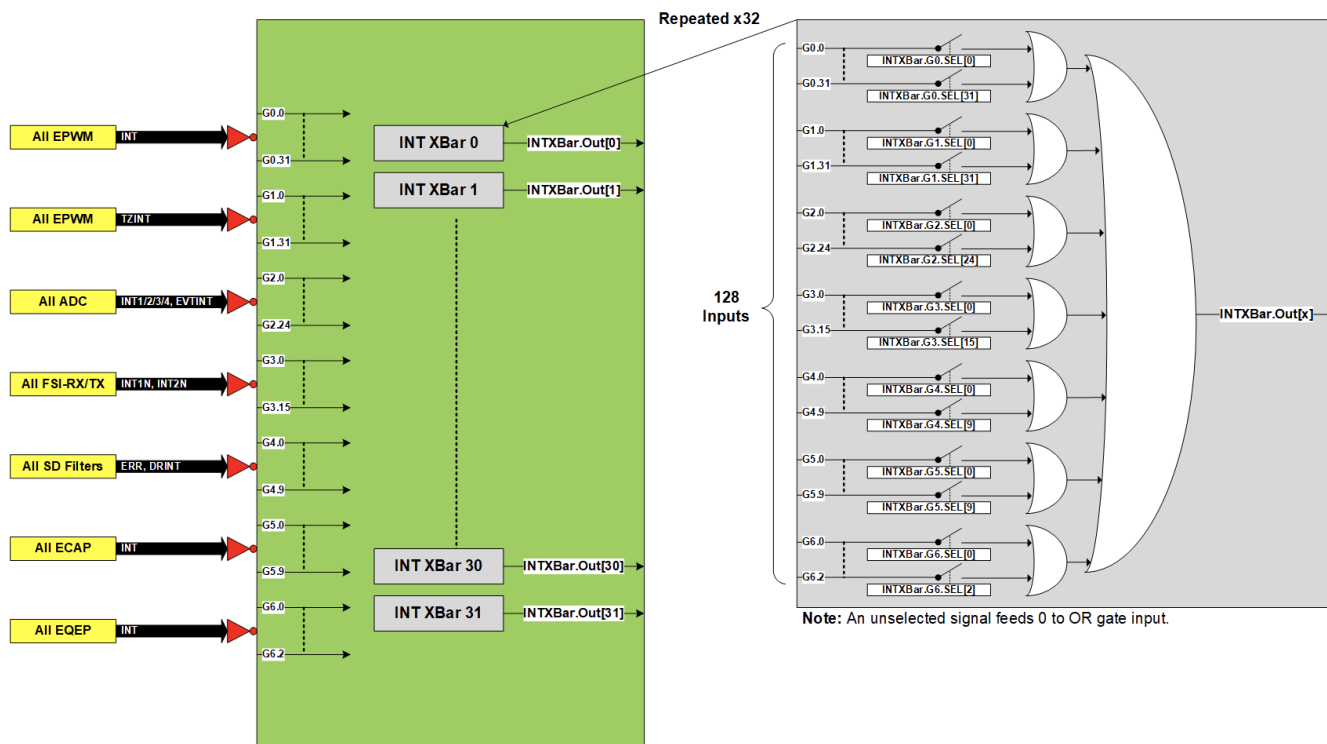 Repeated x32
All EPWM
INT
All EPWM
TZINT
All ADC
INT1/2/3/4, EVTINT
All FSI-RX/TX
INT1N, INT2N
All SD Filters
ERR, DRINT
All ECAP
INT
All EQEP
INT
G0.0
G0.31
G1.0
G1.31
G2.0
G2.24
G3.0
G3.15
G4.0
G4.9
G5.0
G5.9
G6.0
G6.2
INT XBar 0
INTXBar.Out[0]
INT XBar 1
INTXBar.Out[1]
INT XBar 30
INTXBar.Out[30]
INT XBar 31
INTXBar.Out[31]
128
Inputs
G0.0
INTXBar.G0.SEL[0]
G0.31
INTXBar.G0.SEL[31]
G1.0
INTXBar.G1.SEL[0]
G1.31
INTXBar.G1.SEL[31]
G2.0
INTXBar.G2.SEL[0]
G2.24
INTXBar.G2.SEL[24]
G3.0
INTXBar.G3.SEL[0]
G3.15
INTXBar.G3.SEL[15]
G4.0
INTXBar.G4.SEL[0]
G4.9
INTXBar.G4.SEL[9]
G5.0
INTXBar.G5.SEL[0]
G5.9
INTXBar.G5.SEL[9]
G6.0
INTXBar.G6.SEL[0]
G6.2
INTXBar.G6.SEL[2]
INTXBar.Out[x]
Note: An unselected signal feeds 0 to OR gate input.